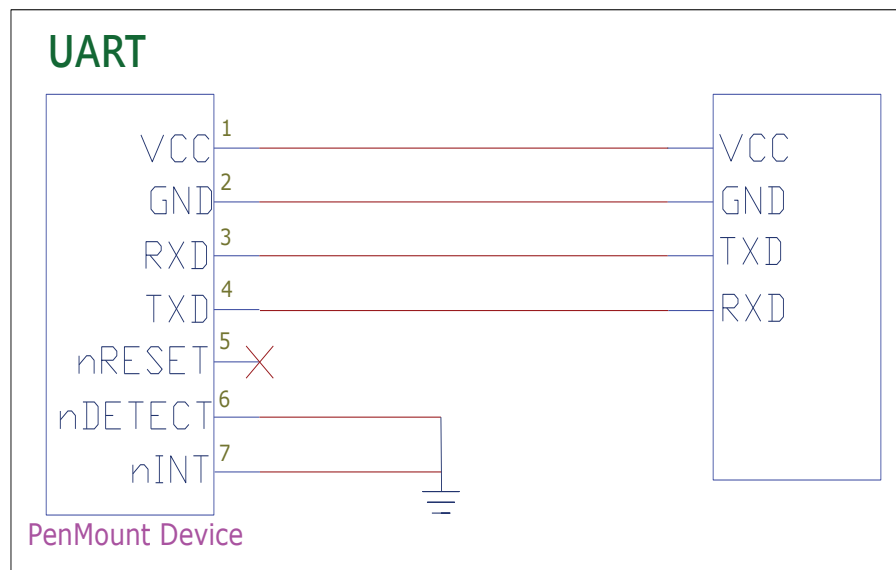 UART
VCC 1 VCC
GND 2 GND
RXD 3 TXD
TXD 4 RXD
nRESET 5
nDETECT 6
nINT 7
PenMount Device